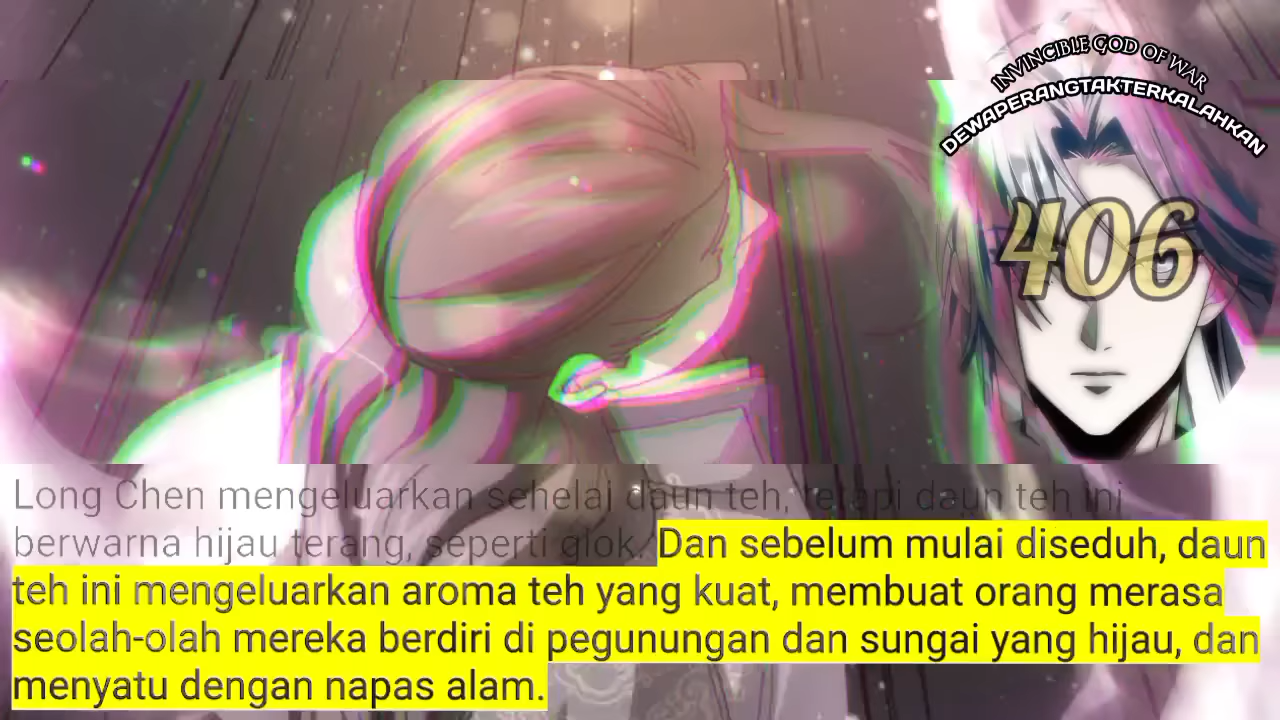 INVINCIBLE GOD OF WAR
DEWAPERANGTAKTERKALAHKAN
406
Long Chen mengeluarkan sehelai daun teh, tetapi daun teh ini
berwarna hijau terang, seperti glok. Dan sebelum mulai diseduh, daun
teh ini mengeluarkan aroma teh yang kuat, membuat orang merasa
seolah-olah mereka berdiri di pegunungan dan sungai yang hijau, dan
menyatu dengan napas alam.